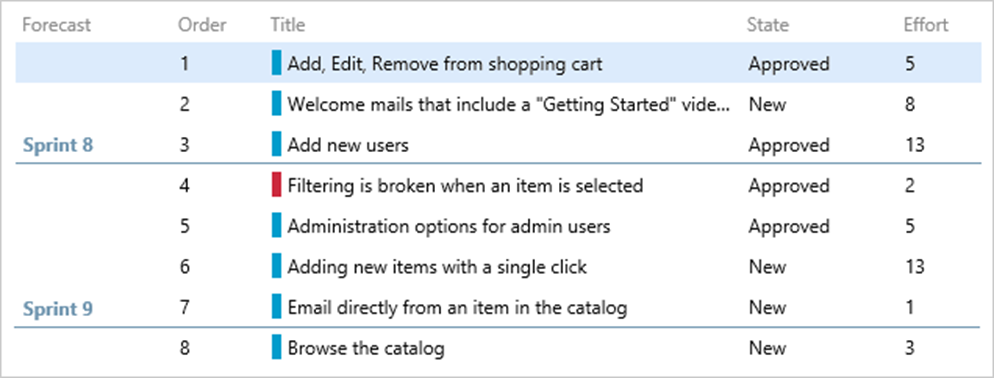 Forecast Order Title State Effort
1 Add, Edit, Remove from shopping cart Approved 5
2 Welcome mails that include a "Getting Started" vide... New 8
Sprint 8 3 Add new users Approved 13
4 Filtering is broken when an item is selected Approved 2
5 Administration options for admin users Approved 5
6 Adding new items with a single click New 13
Sprint 9 7 Email directly from an item in the catalog New 1
8 Browse the catalog New 3